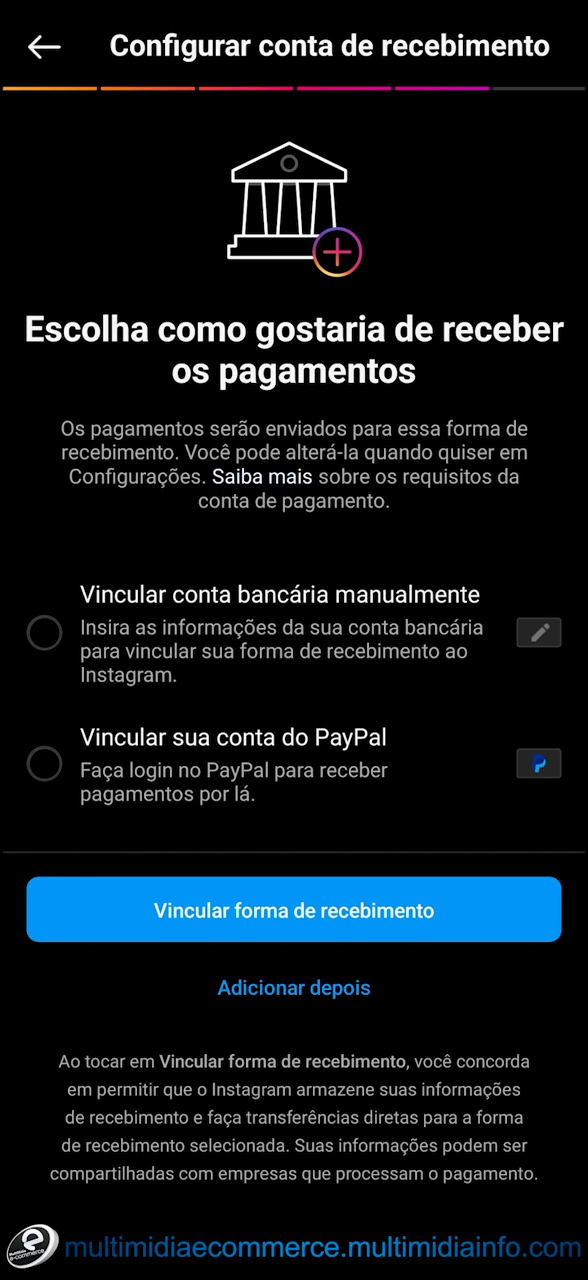 Configurar conta de recebimento
Escolha como gostaria de receber
os pagamentos
Os pagamentos serão enviados para essa forma de
recebimento. Você pode alterá-la quando quiser em
Configurações. Saiba mais sobre os requisitos da
conta de pagamento.
Vincular conta bancária manualmente
Insira as informações da sua conta bancária
para vincular sua forma de recebimento ao
Instagram.
Vincular sua conta do PayPal
Faça login no PayPal para receber
pagamentos por lá.
Vincular forma de recebimento
Adicionar depois
Ao tocar em Vincular forma de recebimento, você concorda
em permitir que o Instagram armazene suas informações
de recebimento e faça transferências diretas para a forma
de recebimento selecionada. Suas informações podem ser
compartilhadas com empresas que processam o pagamento.
multimidiaecommerce.multimidiainfo.com